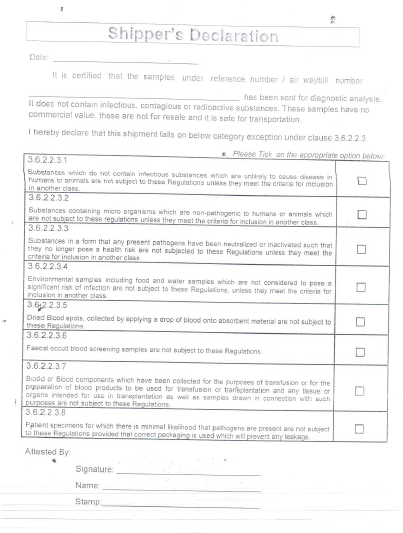 Shipper's Declaration
Date:
It is certified that the samples under reference number / air waybill number
has been sent for diagnostic analysis.
It does not contain infectious, contagious or radioactive substances. These samples have no
commercial value, these are not for resale and it is safe for transportation.
I hereby declare that this shipment falls on below category exception under clause 3.6.2.2.3
Please Tick on the appropriate option below:
3.6.2.2.3.1
Substances which do not contain infectious substances which are unlikely to cause disease in
humans or animals are not subject to these Regulations unless they meet the criteria for inclusion
in another class.
3.6.2.2.3.2
Substances containing micro organisms which are non-pathogenic to humans or animals which
are not subject to these regulations unless they meet the criteria for inclusion in another class.
3.6.2.2.3.3
Substances in a form that any present pathogens have been neutralized or inactivated such that
they no longer pose a health risk are not subjected to these Regulations unless they meet the
criteria for inclusion in another class.
3.6.2.2.3.4
Environmental samples including food and water samples which are not considered to pose a
significant risk of infection are not subject to these Regulations, unless they meet the criteria for
inclusion in another class.
3.6.2.2.3.5
Dried Blood spots, collected by applying a drop of blood onto absorbent material are not subject to
these Regulations.
3.6.2.2.3.6
Faecal occult blood screening samples are not subject to these Regulations
3.6.2.2.3.7
Blood or Blood components which have been collected for the purposes of transfusion or for the
preparation of blood products to be used for transfusion or transplantation and any tissue or
organs intended for use in transplantation as well as samples drawn in connection with such
purposes are not subject to these Regulations.
3.6.2.2.3.8
Patient specimens for which there is minimal likelihood that pathogens are present are not subject
to these Regulations provided that correct packaging is used which will prevent any leakage.
Attested By:
Signature:
Name:
Stamp: